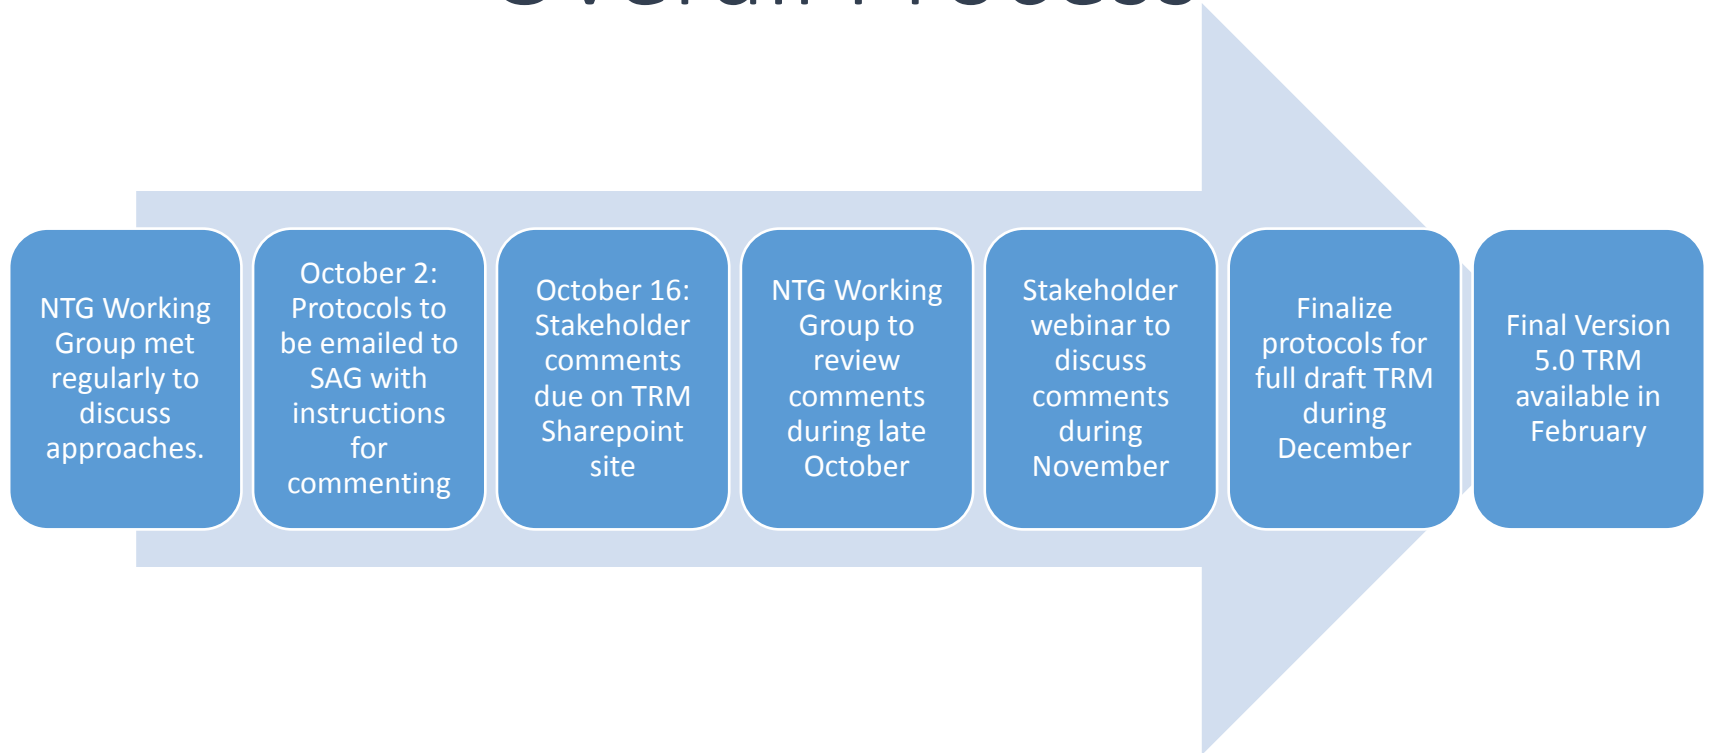 Overall Process
NTG Working
Group met
regularly to
discuss
approaches.
October 2:
Protocols to
be emailed to
SAG with
instructions
for
commenting
October 16:
Stakeholder
comments
due on TRM
Sharepoint
site
NTG Working
Group to
review
comments
during late
October
Stakeholder
webinar to
discuss
comments
during
November
Finalize
protocols for
full draft TRM
during
December
Final Version
5.0 TRM
available in
February